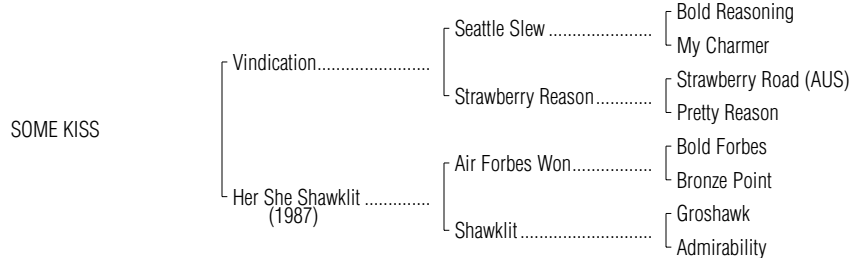 Bold Reasoning
Seattle Slew ......................
My Charmer
Vindication........................
Strawberry Road (AUS)
Strawberry Reason............
Pretty Reason
SOME KISS
Bold Forbes
Air Forbes Won.................
Bronze Point
Her She Shawklit ..............
(1987)
Groshawk
Shawklit ............................
Admirability